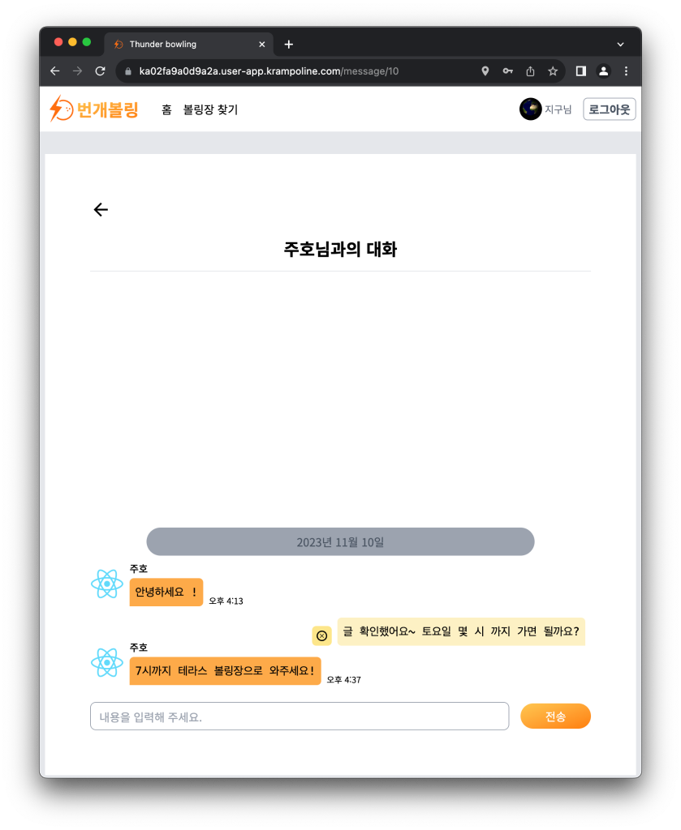 Thunder bowling
ka02fa9a0d9a2a.user-app.krampoline.com/message/10
번개볼링 홈 볼링장 찾기 지구님 로그아웃
주호님과의 대화
2023년 11월 10일
주호
안녕하세요 !
오후 4:13
글 확인했어요~ 토요일 몇 시 까지 가면 될까요?
주호
7시까지 테라스 볼링장으로 와주세요!
오후 4:37
내용을 입력해 주세요. 전송